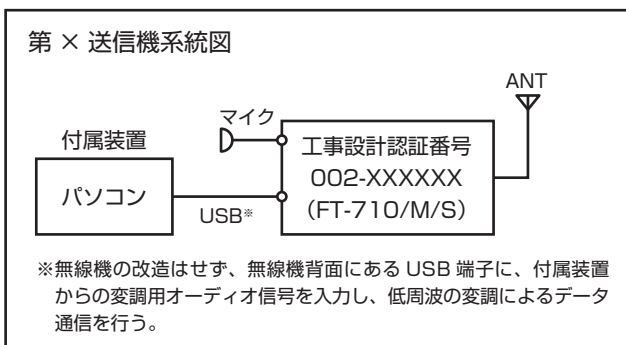 第 × 送信機系統図
ANT
マイク
付属装置
パソコン
USB※
工事設計認証番号
002-XXXXXX
(FT-710/M/S)
※無線機の改造はせず、無線機背面にある USB 端子に、付属装置
からの変調用オーディオ信号を入力し、低周波の変調によるデータ
通信を行う。